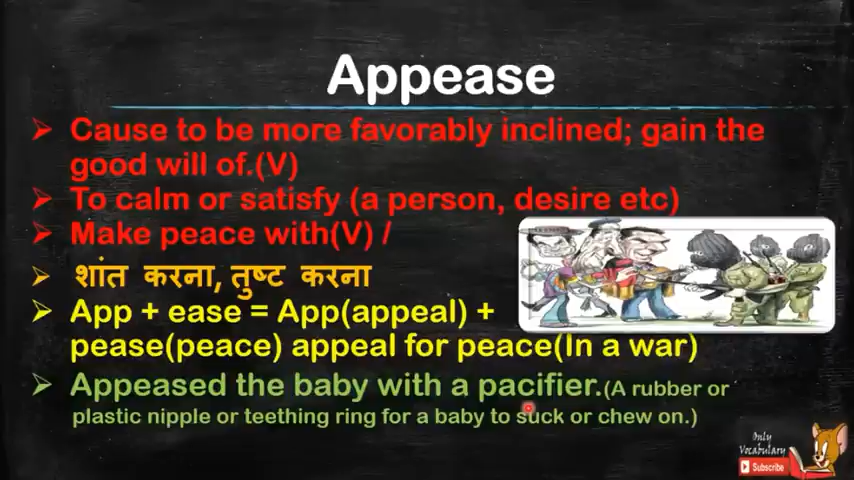 Appease
Cause to be more favorably inclined; gain the
good will of.(V)
To calm or satisfy (a person, desire etc)
Make peace with(V) /
शांत करना, तुष्ट करना
App + ease = App(appeal) +
pease(peace) appeal for peace(In a war)
Appeased the baby with a pacifier.(A rubber or
plastic nipple or teething ring for a baby to suck or chew on.)
Only
Vocabulary
Subscribe